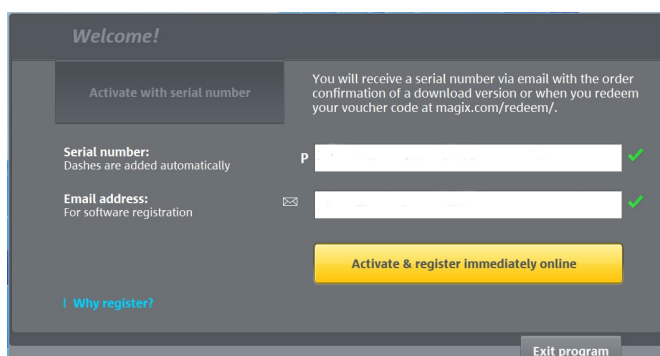 Welcome!
Activate with serial number
You will receive a serial number via email with the order
confirmation of a download version or when you redeem
your voucher code at magix.com/redeem/.
Serial number:
Dashes are added automatically
P
Email address:
For software registration
Activate & register immediately online
Why register?
Exit program